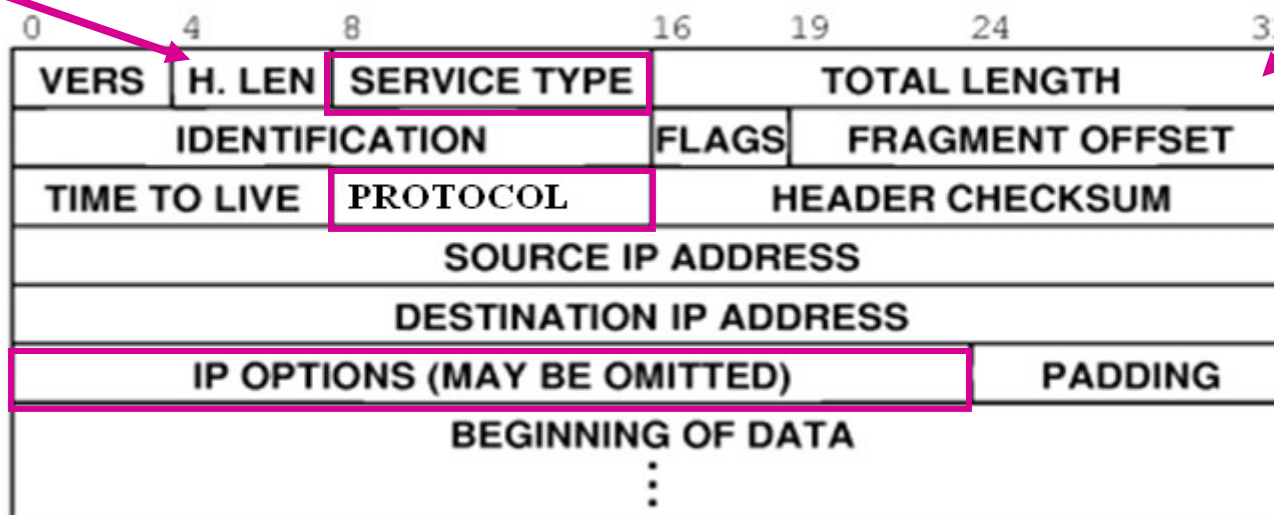 0 4 8 16 19 24 3
VERS H. LEN SERVICE TYPE TOTAL LENGTH
IDENTIFICATION FLAGS FRAGMENT OFFSET
TIME TO LIVE PROTOCOL HEADER CHECKSUM
SOURCE IP ADDRESS
DESTINATION IP ADDRESS
IP OPTIONS (MAY BE OMITTED) PADDING
BEGINNING OF DATA